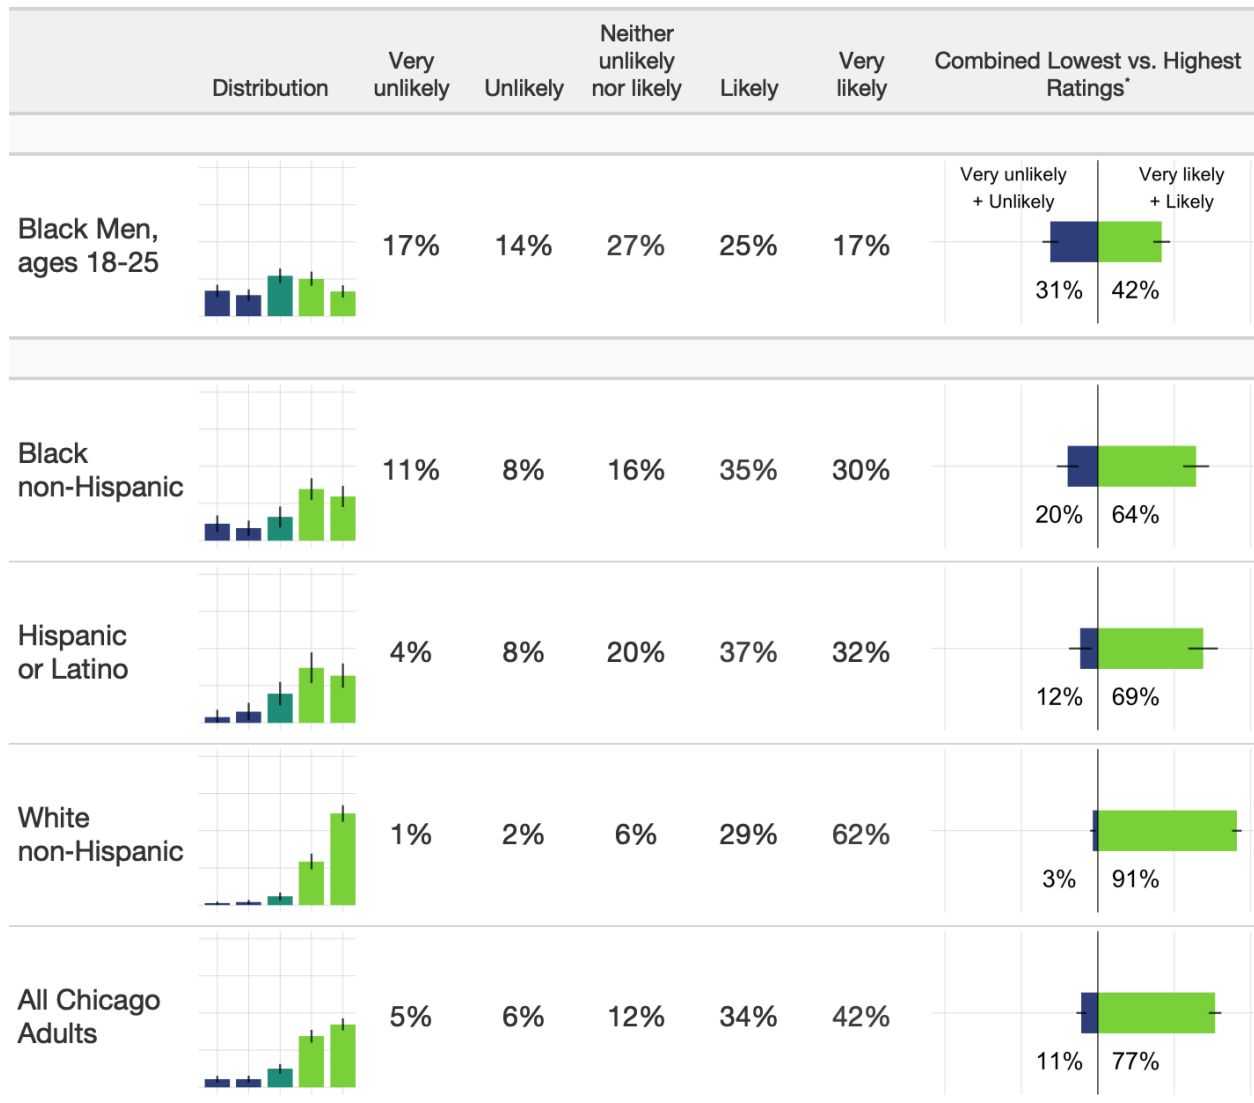 Distribution
Very unlikely
Unlikely
Neither unlikely nor likely
Likely
Very likely
Combined Lowest vs. Highest Ratings*
Very unlikely + Unlikely
Very likely + Likely
Black Men, ages 18-25
17% 14% 27% 25% 17%
31% 42%
Black non-Hispanic
11% 8% 16% 35% 30%
20% 64%
Hispanic or Latino
4% 8% 20% 37% 32%
12% 69%
White non-Hispanic
1% 2% 6% 29% 62%
3% 91%
All Chicago Adults
5% 6% 12% 34% 42%
11% 77%